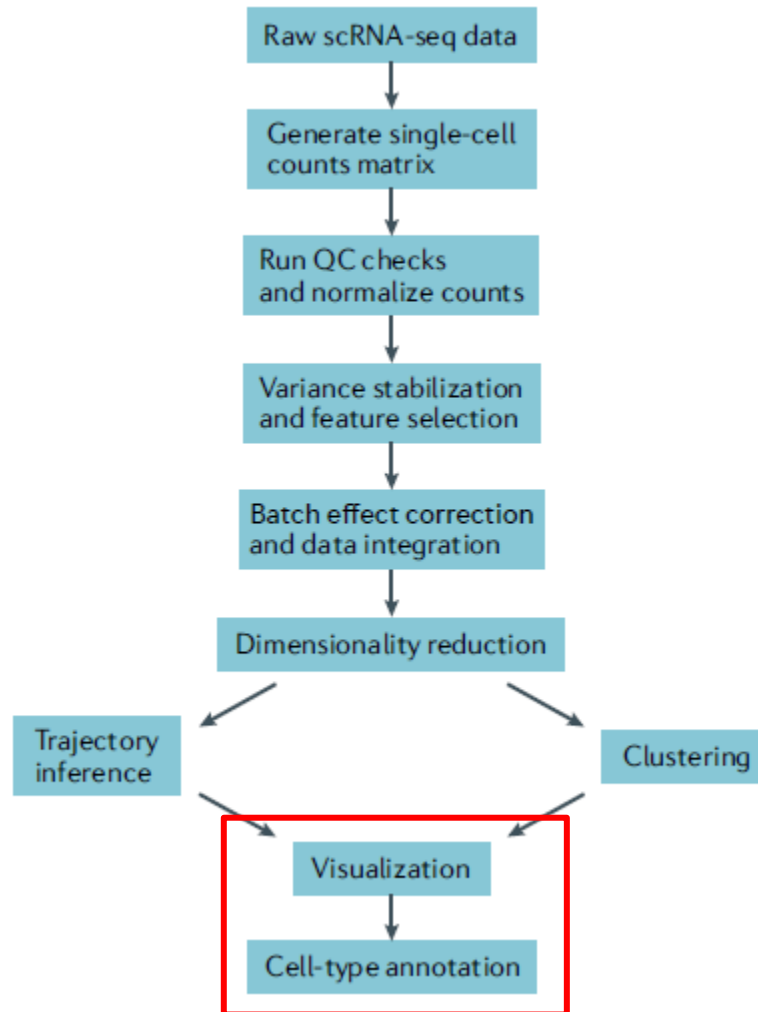 Raw scRNA-seq data
Generate single-cell
counts matrix
Run QC checks
and normalize counts
Variance stabilization
and feature selection
Batch effect correction
and data integration
Dimensionality reduction
Trajectory
inference
Clustering
Visualization
Cell-type annotation